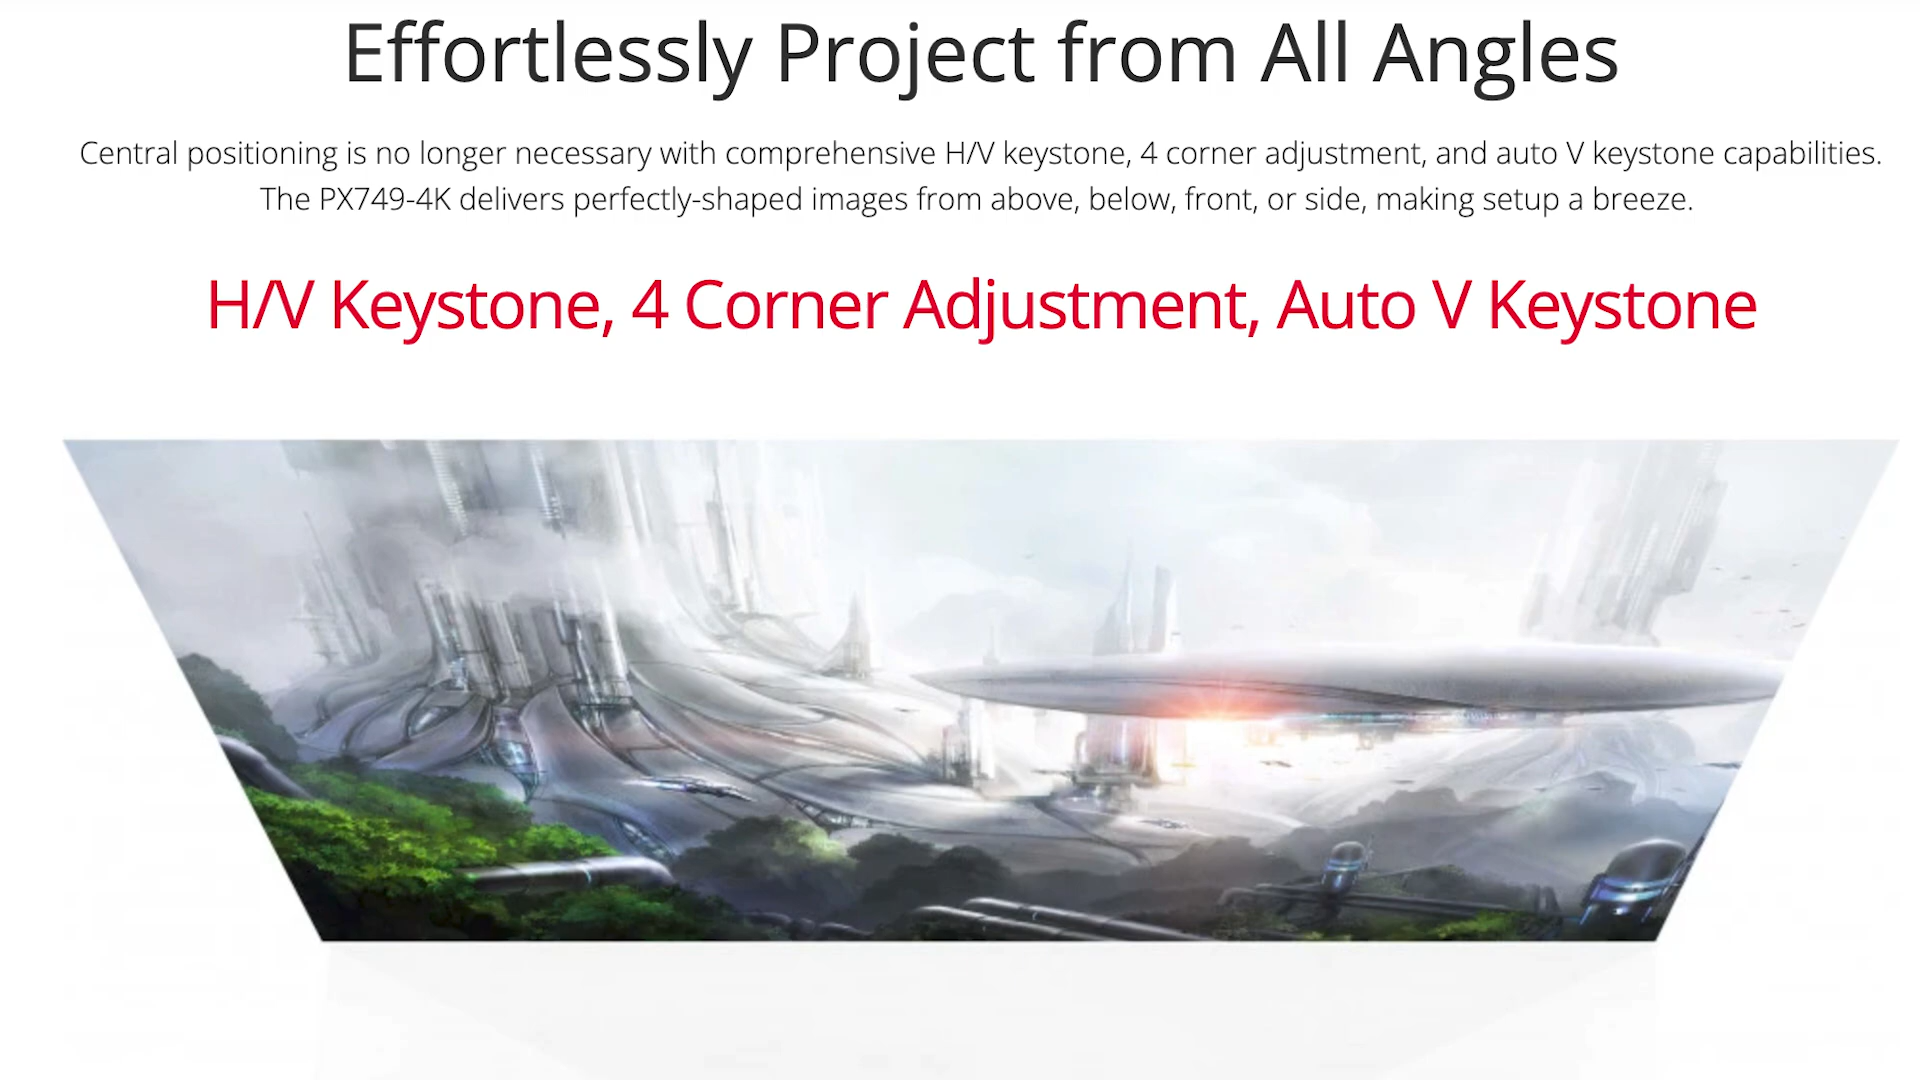 Effortlessly Project from All Angles
Central positioning is no longer necessary with comprehensive H/V keystone, 4 corner adjustment, and auto V keystone capabilities.
The PX749-4K delivers perfectly-shaped images from above, below, front, or side, making setup a breeze.
H/V Keystone, 4 Corner Adjustment, Auto V Keystone